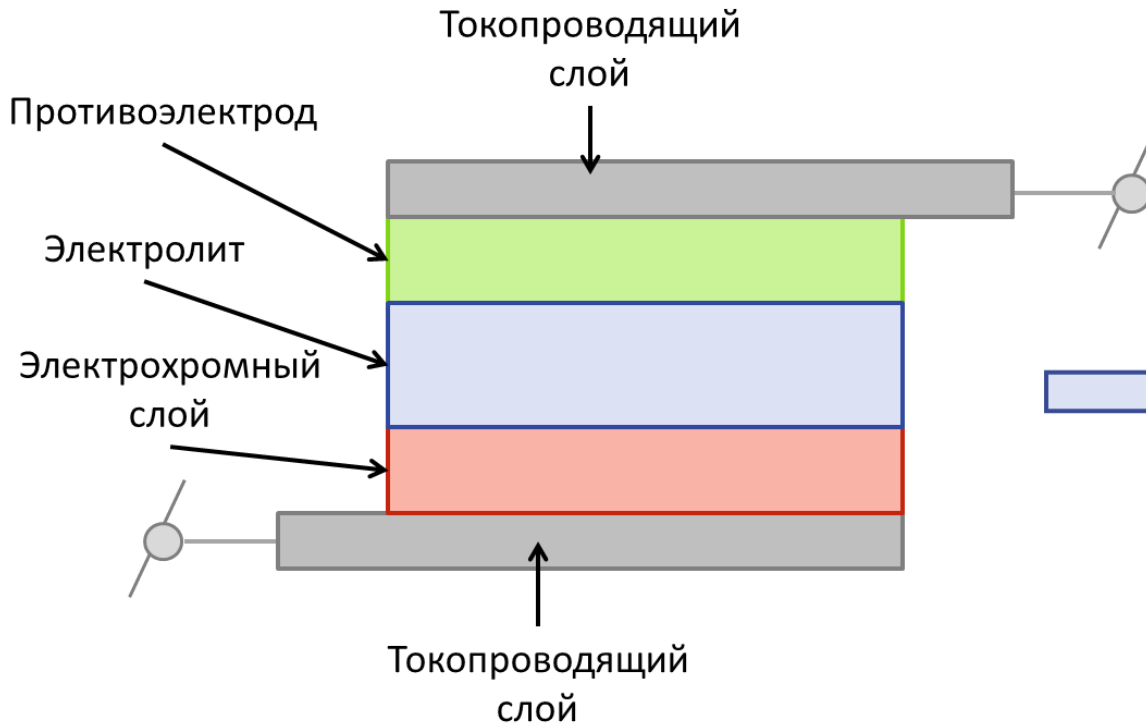 Токопроводящий
слой
Противоэлектрод
Электролит
Электрохромный
слой
Токопроводящий
слой